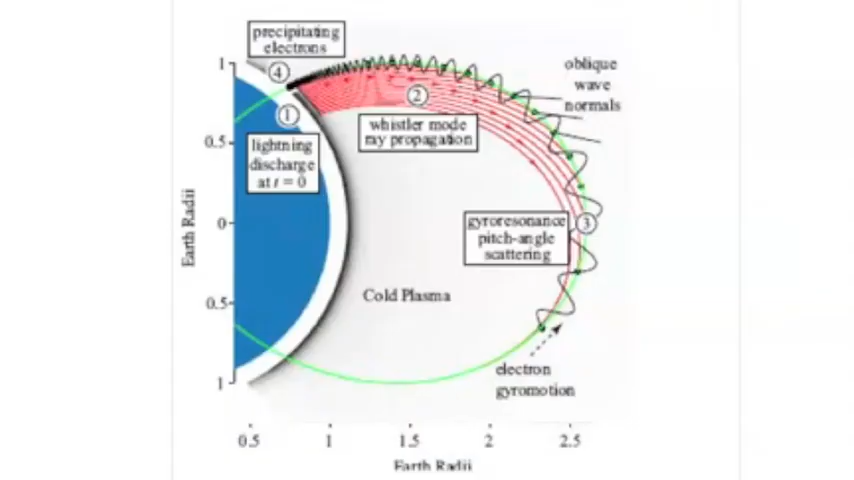 precipitating
electrons
1
4
oblique
wave
normals
2
1
whistler mode
ray propagation
0.5
lightning
discharge
at t = 0
Earth Radii
0
gyroresonance
pitch-angle
scattering
3
Cold Plasma
0.5
electron
gyromotion
1
0.5
1
1.5
2
2.5
Earth Radii